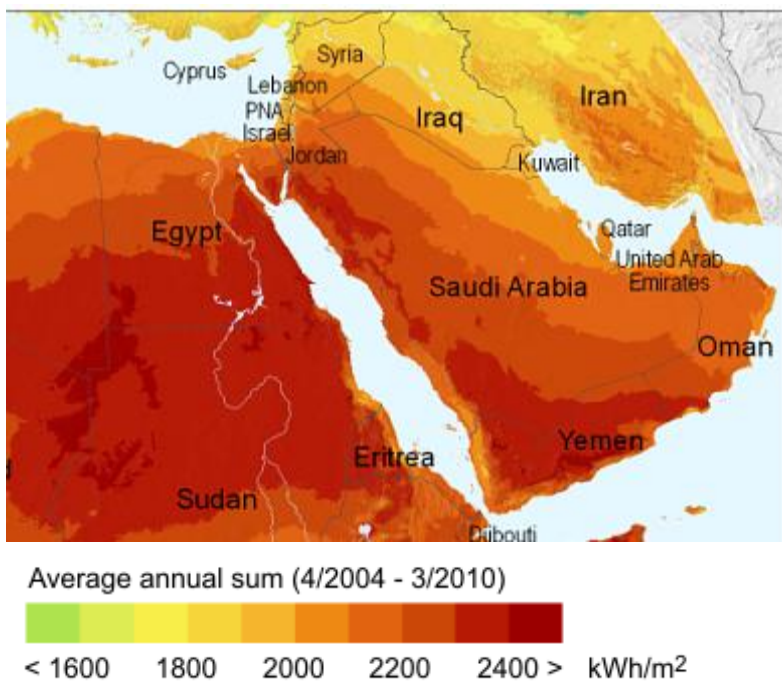 Syria
Cyprus
Lebanon
Iran
PNA
Iraq
Israel
Jordan
Kuwait
Egypt
Qatar
United Arab
Emirates
Saudi Arabia
Oman
Yemen
Eritrea
Sudan
Djibouti
Average annual sum (4/2004 - 3/2010)
< 1600 1800 2000 2200 2400 > kWh/m²